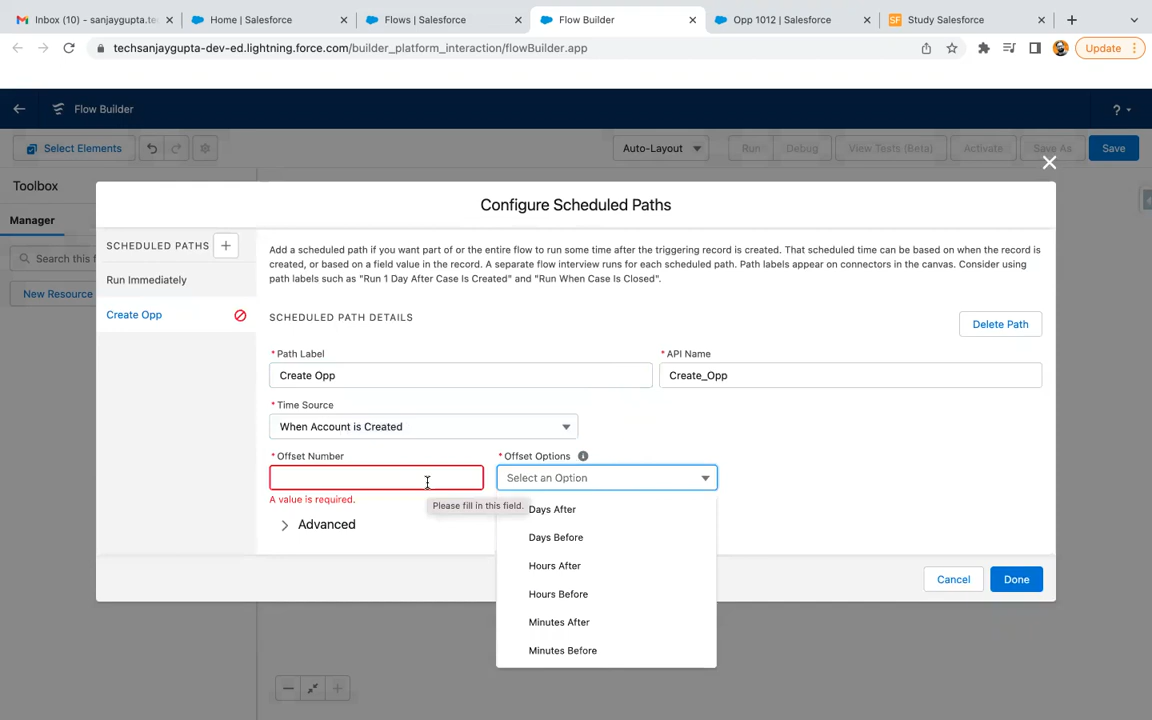 Inbox (10) - sanjaygupta.te
Home | Salesforce
Flows | Salesforce
Flow Builder
Opp 1012 | Salesforce
SF Study Salesforce
techsanjaygupta-dev-ed.lightning.force.com/builder_platform_interaction/flowBuilder.app
Update
Flow Builder
?
Select Elements
Auto-Layout
Run
Debug
View Tests (Beta)
Activate
Save As
Save
Toolbox
Manager
Search this f
New Resource
Configure Scheduled Paths
SCHEDULED PATHS
Run Immediately
Create Opp
Add a scheduled path if you want part of or the entire flow to run some time after the triggering record is created. That scheduled time can be based on when the record is
created, or based on a field value in the record. A separate flow interview runs for each scheduled path. Path labels appear on connectors in the canvas. Consider using
path labels such as "Run 1 Day After Case Is Created" and "Run When Case Is Closed".
SCHEDULED PATH DETAILS
Delete Path
* Path Label
* API Name
Create Opp
Create_Opp
* Time Source
When Account is Created
* Offset Number
* Offset Options
Select an Option
A value is required.
Please fill in this field.
Days After
Advanced
Days Before
Hours After
Hours Before
Minutes After
Minutes Before
Cancel
Done